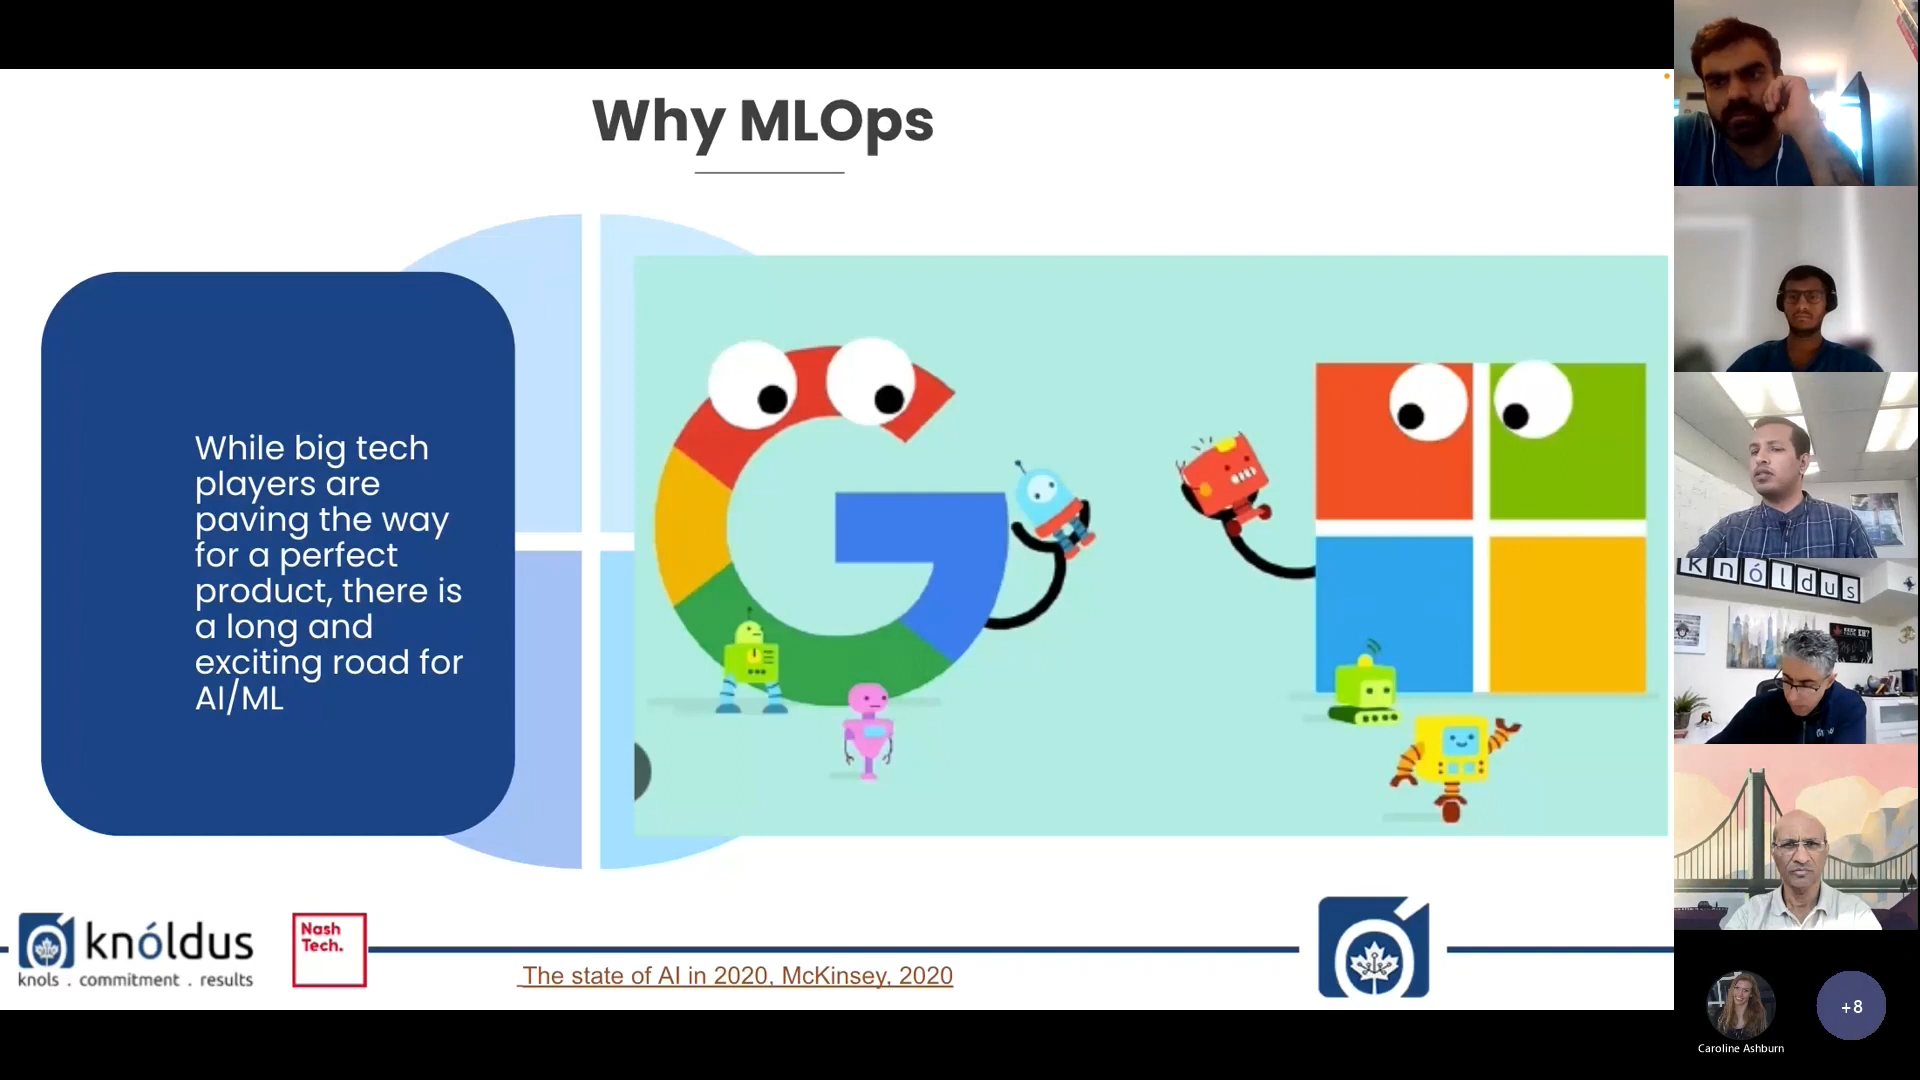 Why MLOps
While big tech
players are
paving the way
for a perfect
product, there is
a long and
exciting road for
AI/ML
knóldus
knols . commitment . results
Nash
Tech.
The state of AI in 2020, McKinsey, 2020
knóldus
Caroline Ashburn
+8